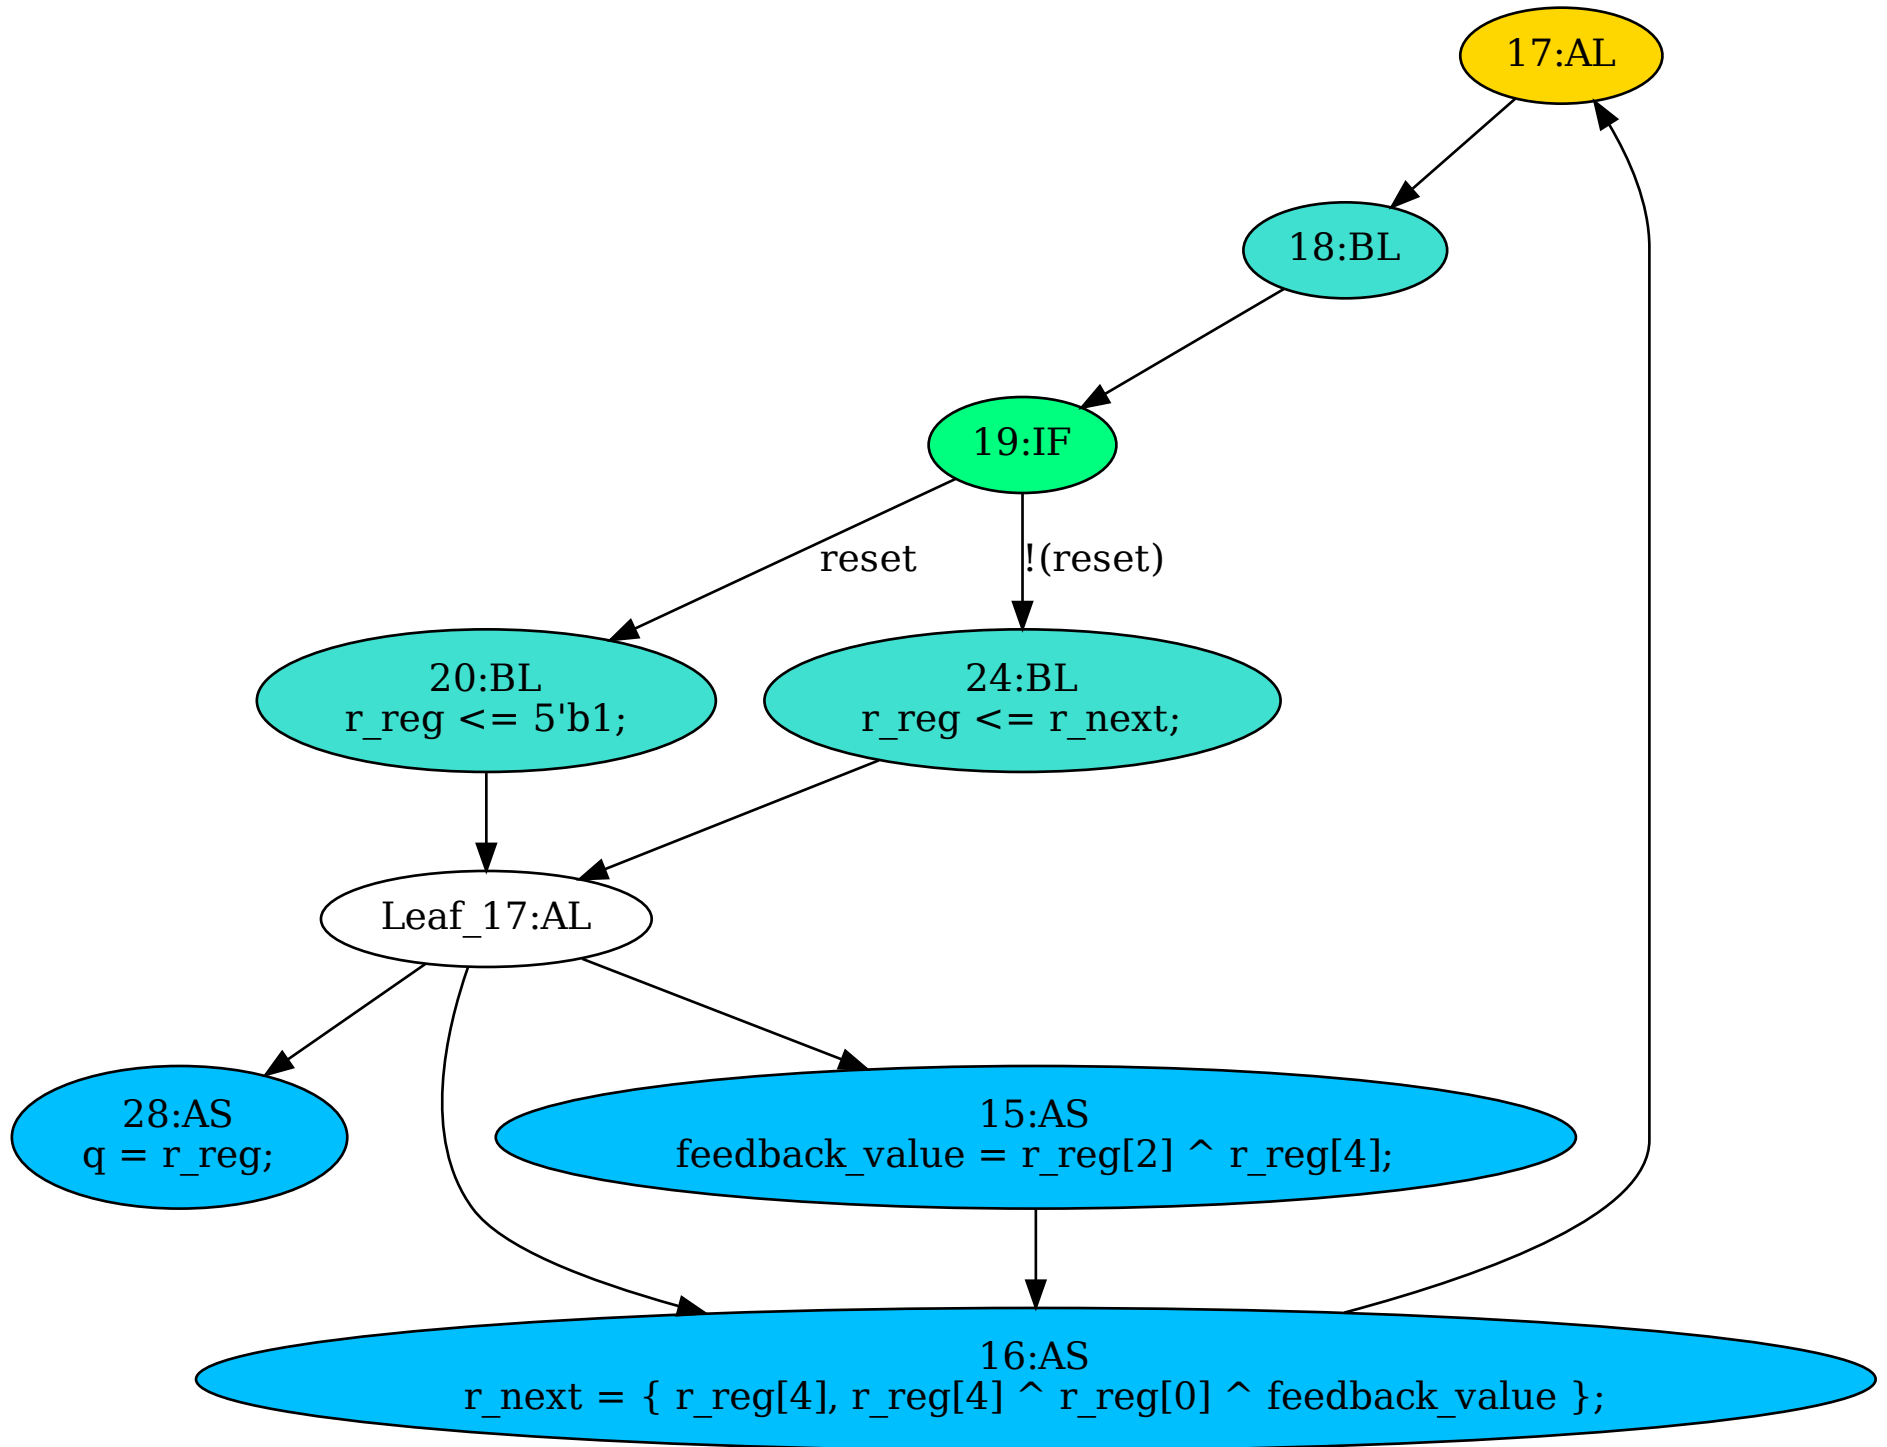 17:AL
18:BL
19:IF
reset
!(reset)
20:BL
r_reg <= 5'b1;
24:BL
r_reg <= r_next;
Leaf_17:AL
28:AS
q = r_reg;
15:AS
feedback_value = r_reg[2] ^ r_reg[4];
16:AS
r_next = { r_reg[4], r_reg[4] ^ r_reg[0] ^ feedback_value };